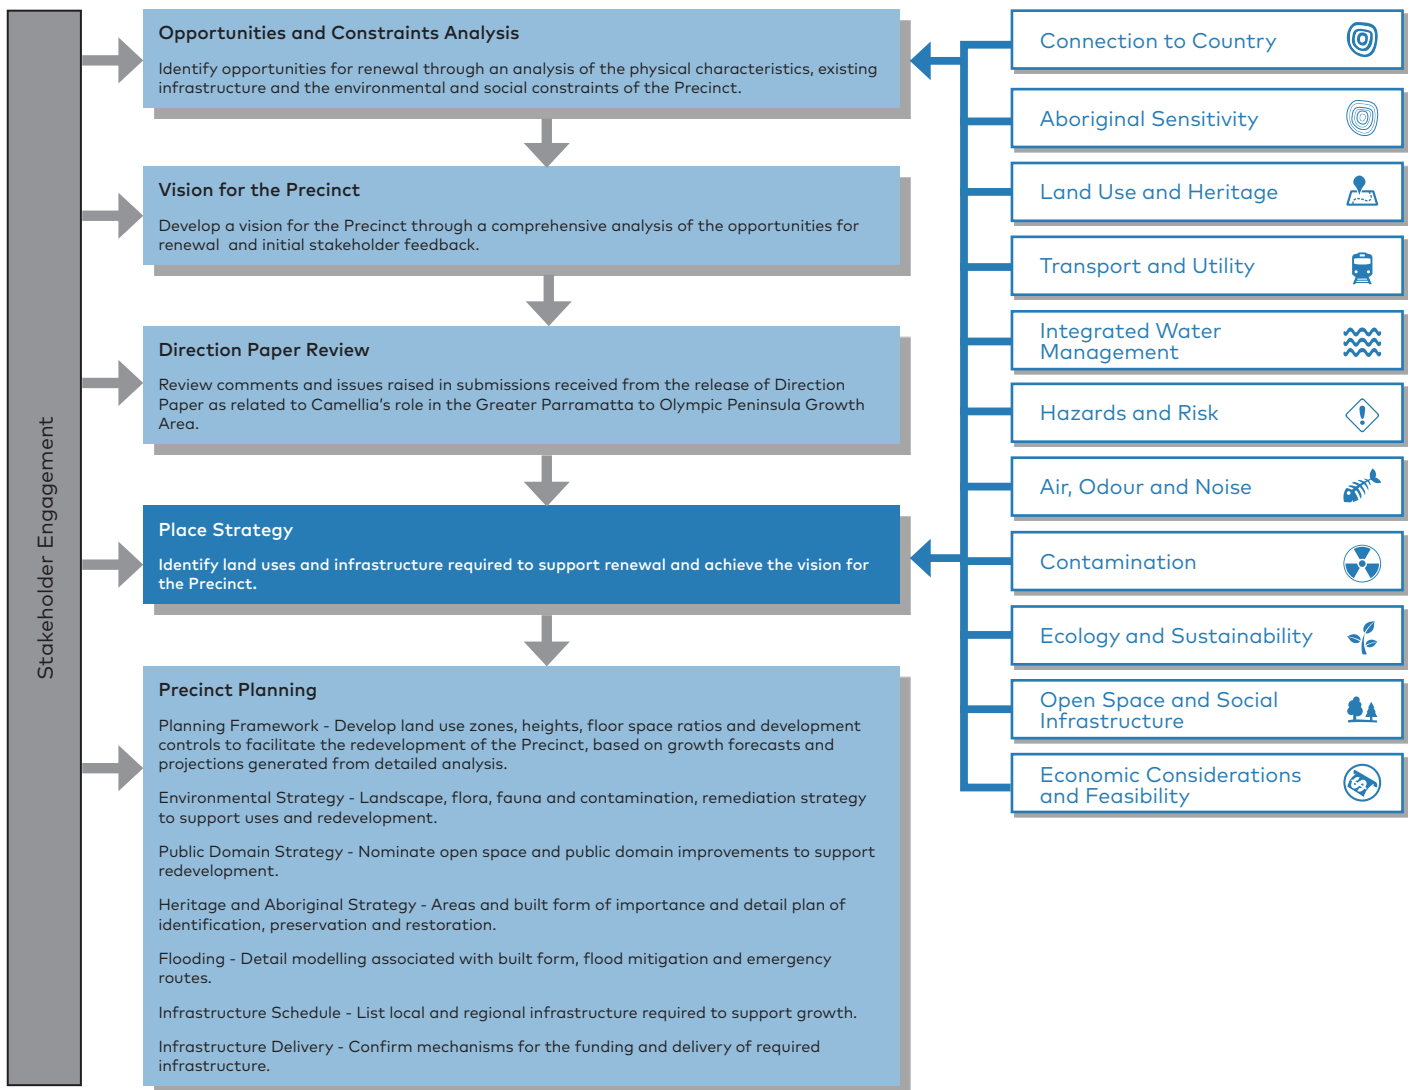 Stakeholder Engagement
Opportunities and Constraints Analysis
Identify opportunities for renewal through an analysis of the physical characteristics, existing
infrastructure and the environmental and social constraints of the Precinct.
Vision for the Precinct
Develop a vision for the Precinct through a comprehensive analysis of the opportunities for
renewal and initial stakeholder feedback.
Direction Paper Review
Review comments and issues raised in submissions received from the release of Direction
Paper as related to Camellia’s role in the Greater Parramatta to Olympic Peninsula Growth
Area.
Place Strategy
Identify land uses and infrastructure required to support renewal and achieve the vision for
the Precinct.
Precinct Planning
Planning Framework - Develop land use zones, heights, floor space ratios and development
controls to facilitate the redevelopment of the Precinct, based on growth forecasts and
projections generated from detailed analysis.
Environmental Strategy - Landscape, flora, fauna and contamination, remediation strategy
to support uses and redevelopment.
Public Domain Strategy - Nominate open space and public domain improvements to support
redevelopment.
Heritage and Aboriginal Strategy - Areas and built form of importance and detail plan of
identification, preservation and restoration.
Flooding - Detail modelling associated with built form, flood mitigation and emergency
routes.
Infrastructure Schedule - List local and regional infrastructure required to support growth.
Infrastructure Delivery - Confirm mechanisms for the funding and delivery of required
infrastructure.
Connection to Country
Aboriginal Sensitivity
Land Use and Heritage
Transport and Utility
Integrated Water
Management
Hazards and Risk
Air, Odour and Noise
Contamination
Ecology and Sustainability
Open Space and Social
Infrastructure
Economic Considerations
and Feasibility